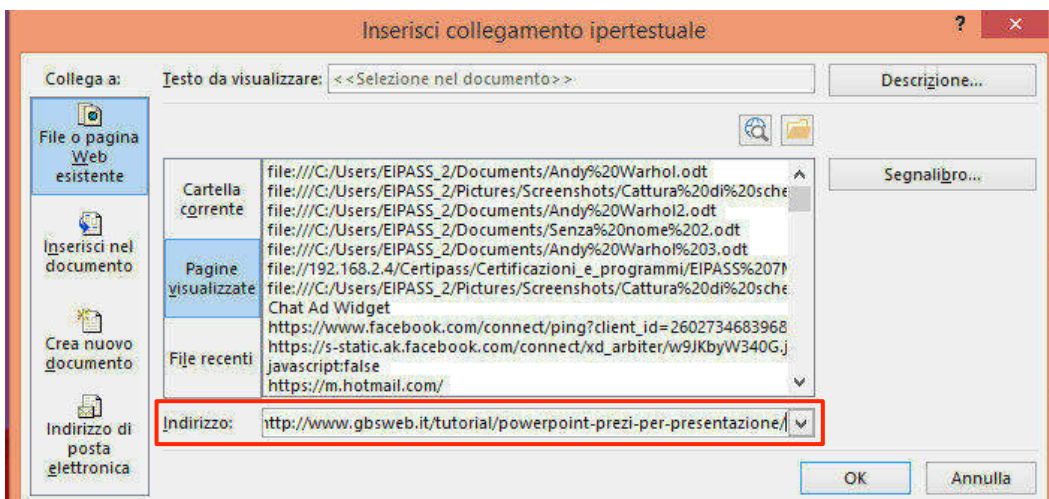 Inserisci collegamento ipertestuale
? ×
Collega a:
Testo da visualizzare: <<Selezione nel documento>>
Descrizione...
File o pagina
Web
esistente
Inserisci nel
documento
Crea nuovo
documento
Indirizzo di
posta
elettronica
Cartella
corrente
Pagine
visualizzate
File recenti
file:///C:/Users/EIPASS_2/Documents/Andy%20Warhol.odt
file:///C:/Users/EIPASS_2/Pictures/Screenshots/Cattura%20di%20sche
file:///C:/Users/EIPASS_2/Documents/Andy%20Warhol2.odt
file:///C:/Users/EIPASS_2/Documents/Senza%20nome%202.odt
file:///C:/Users/EIPASS_2/Documents/Andy%20Warhol%203.odt
file://192.168.2.4/Certipass/Certificazioni_e_programmi/EIPASS%207M
file:///C:/Users/EIPASS_2/Pictures/Screenshots/Cattura%20di%20sche
Chat Ad Widget
https://www.facebook.com/connect/ping?client_id=2602734683968
https://s-static.ak.facebook.com/connect/xd_arbiter/w9JKbyW340G.j
javascript:false
https://m.hotmail.com/
Segnalibro...
Indirizzo: http://www.gbsweb.it/tutorial/powerpoint-prezi-per-presentazione/
OK
Annulla